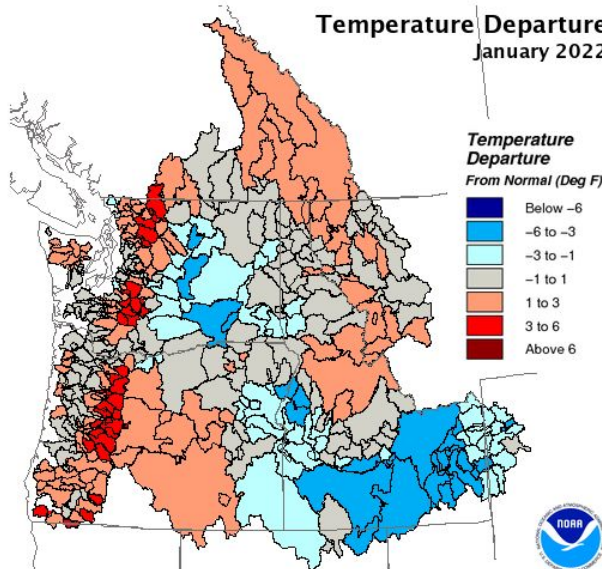 Temperature Departure
January 2022
Temperature
Departure
From Normal (Deg F)
Below -6
-6 to -3
-3 to -1
-1 to 1
1 to 3
3 to 6
Above 6
NOAA